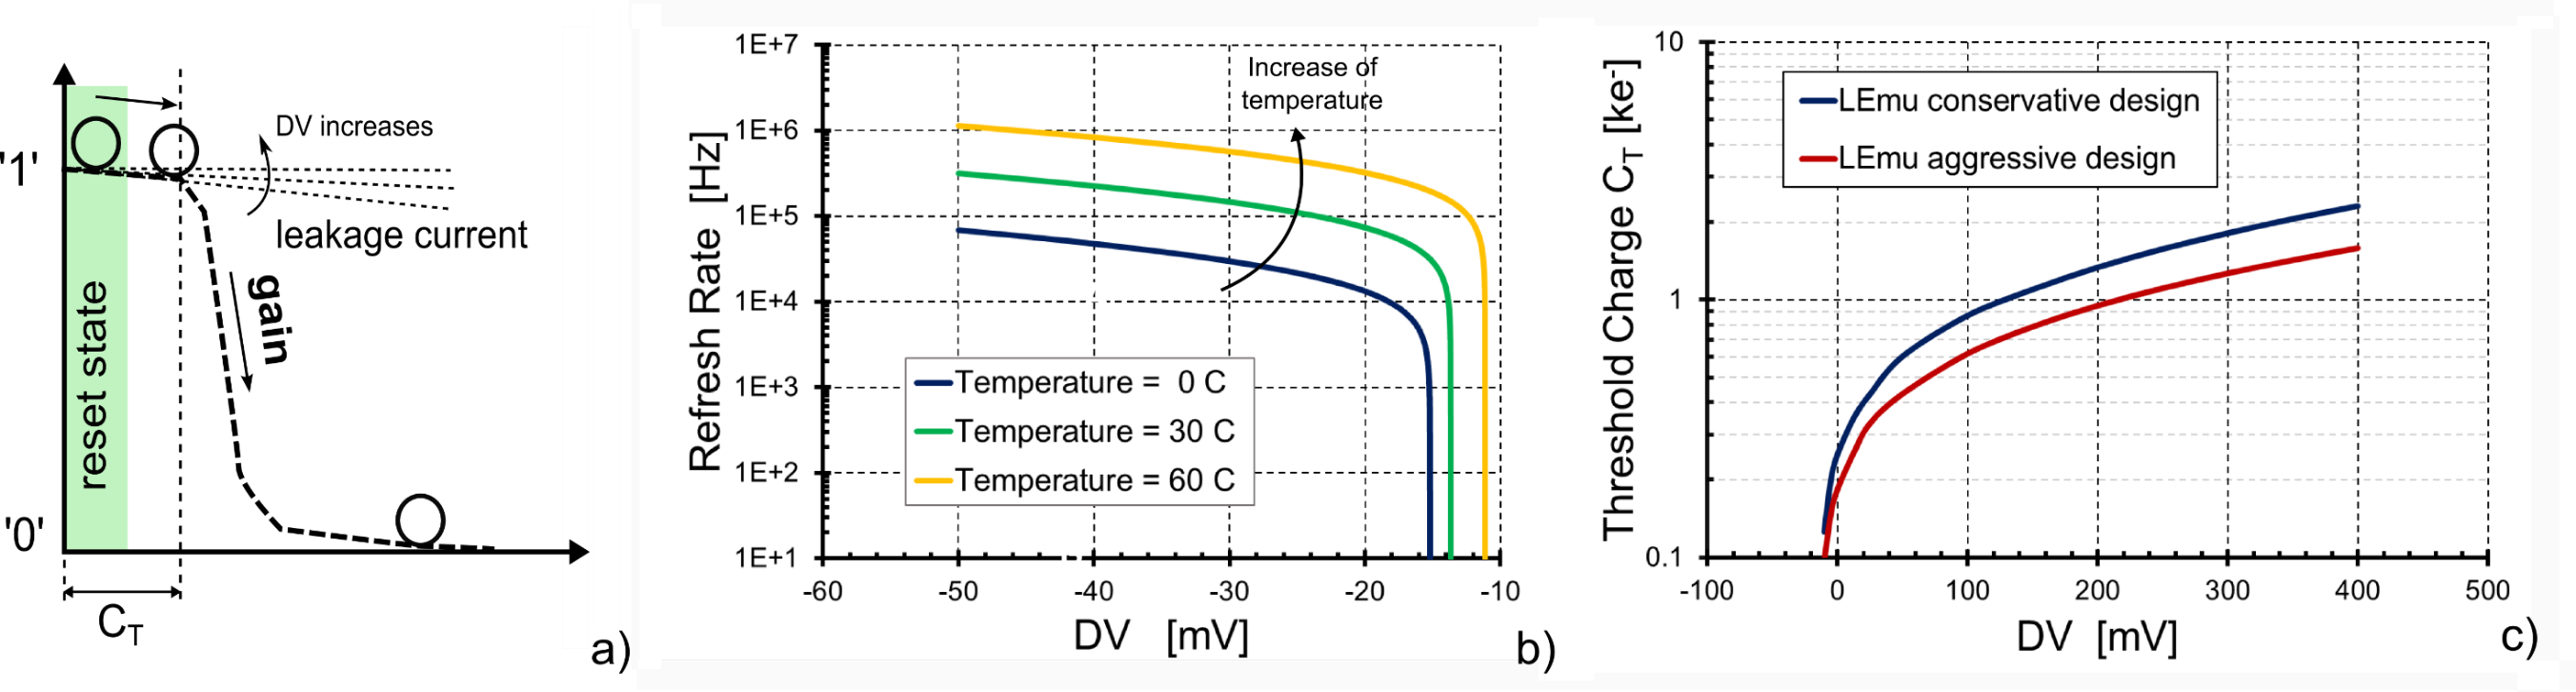 '1'
'0'
reset state
DV increases
leakage current
gain
C_T
a)
Refresh Rate [Hz]
1E+7
1E+6
1E+5
1E+4
1E+3
1E+2
1E+1
Increase of
temperature
Temperature = 0 C
Temperature = 30 C
Temperature = 60 C
-60 -50 -40 -30 -20 -10
DV [mV]
b)
Threshold Charge C_T [ke⁻]
10
1
0.1
LEmu conservative design
LEmu aggressive design
-100 0 100 200 300 400 500
DV [mV]
c)